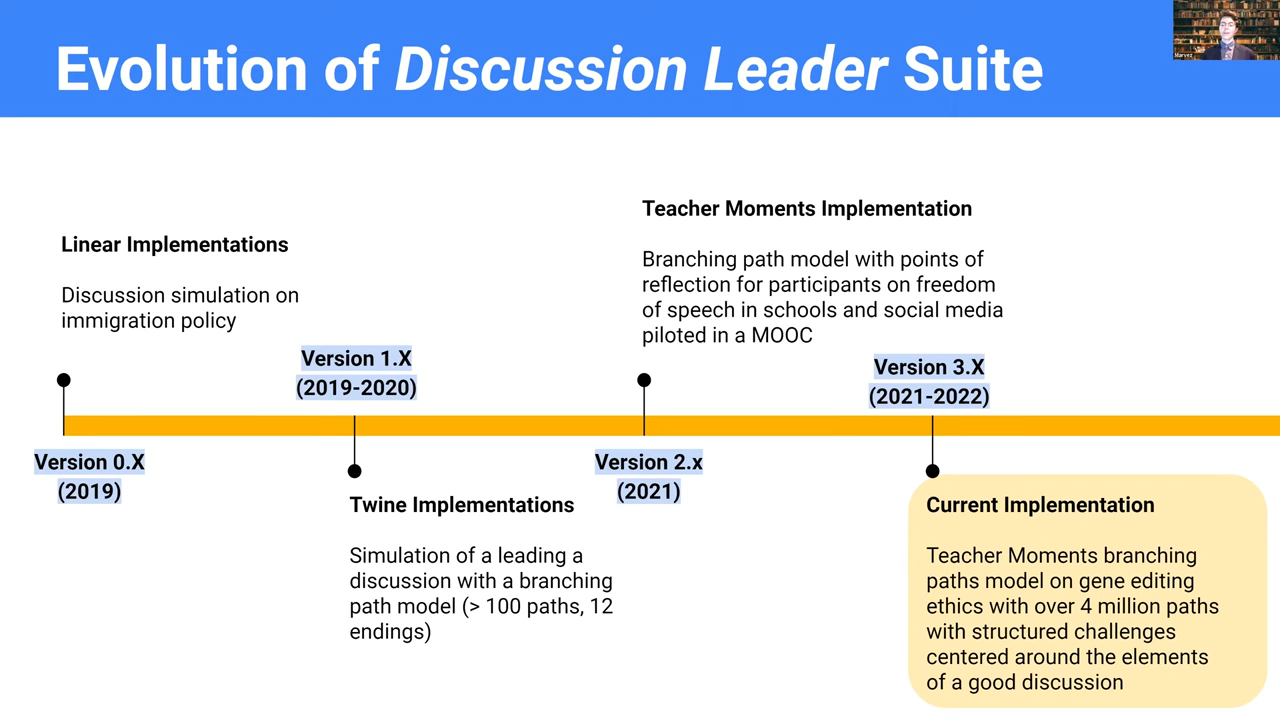 Evolution of Discussion Leader Suite
Marvez
Linear Implementations
Discussion simulation on
immigration policy
Version 0.X
(2019)
Version 1.X
(2019-2020)
Twine Implementations
Simulation of a leading a
discussion with a branching
path model (> 100 paths, 12
endings)
Teacher Moments Implementation
Branching path model with points of
reflection for participants on freedom
of speech in schools and social media
piloted in a MOOC
Version 2.x
(2021)
Version 3.X
(2021-2022)
Current Implementation
Teacher Moments branching
paths model on gene editing
ethics with over 4 million paths
with structured challenges
centered around the elements
of a good discussion